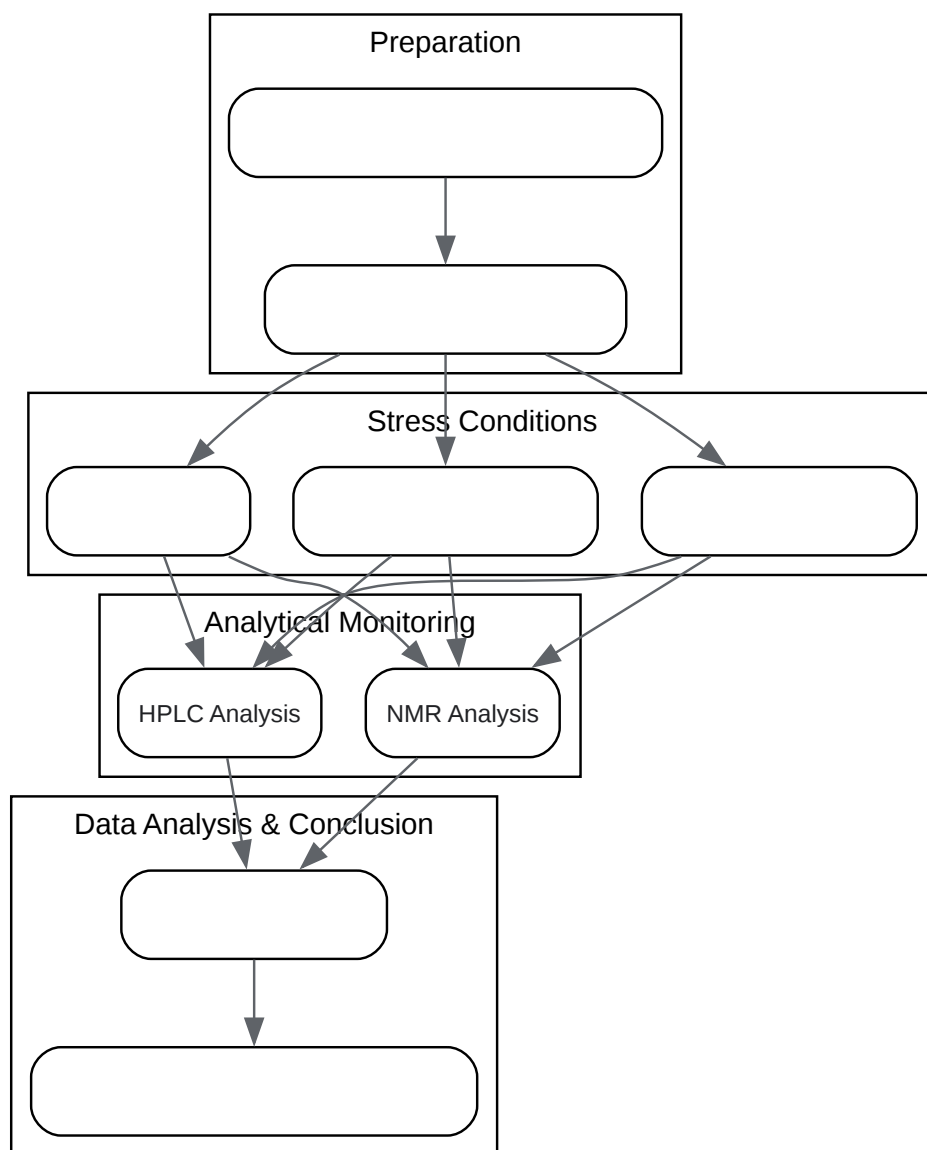 Preparation
Stress Conditions
Analytical Monitoring
HPLC Analysis
NMR Analysis
Data Analysis & Conclusion